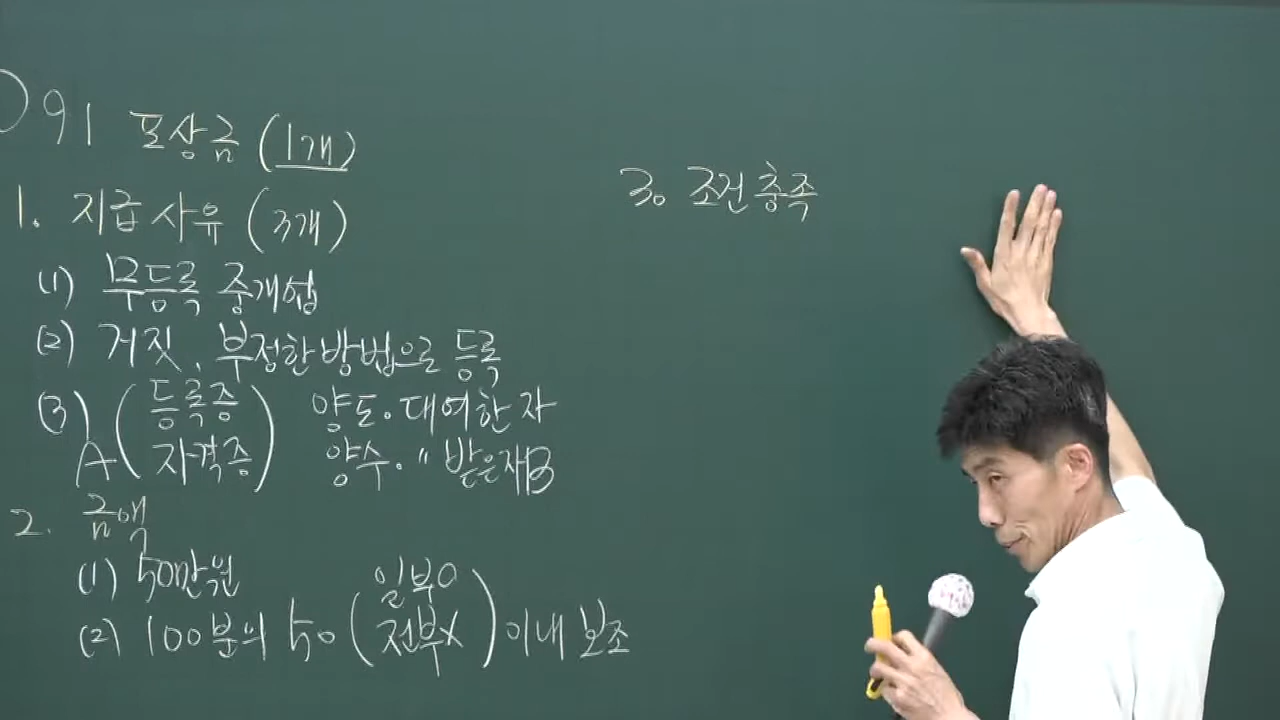 91 포상금 (1개)
1. 지급사유 (3개)
(1) 무등록 중개업
(2) 거짓, 부정한 방법으로 등록
(3) A (등록증 자격증) 양도·대여한 자
양수·" 받은자 B
2. 금액
(1) 50만원
(2) 100분의 50 (일부O 전부X) 이내 보조
3. 조건충족